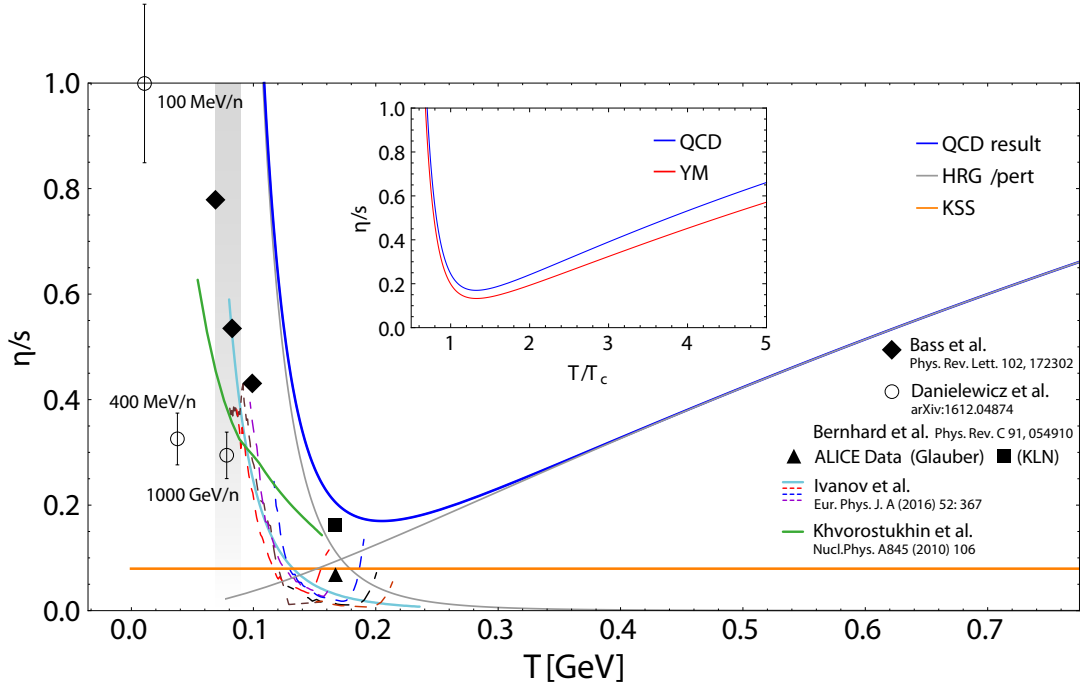 η/s
1.0
0.8
0.6
0.4
0.2
0.0
0.0
0.1
0.2
0.3
0.4
0.5
0.6
0.7
T [GeV]
100 MeV/n
400 MeV/n
1000 GeV/n
η/s
1.0
0.8
0.6
0.4
0.2
0.0
1
2
3
4
5
T/Tc
QCD
YM
QCD result
HRG /pert
KSS
Bass et al.
Phys. Rev. Lett. 102, 172302
Danielewicz et al.
arXiv:1612.04874
Bernhard et al. Phys. Rev. C 91, 054910
ALICE Data (Glauber) (KLN)
Ivanov et al.
Eur. Phys. J. A (2016) 52: 367
Khvorostukhin et al.
Nucl.Phys. A845 (2010) 106